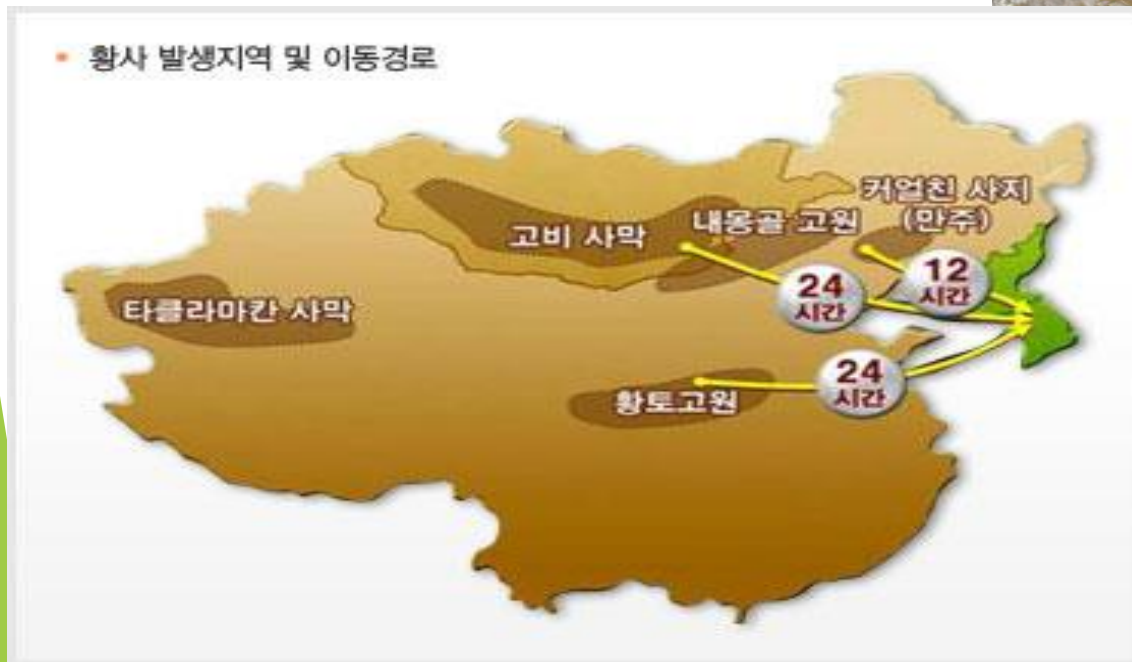 황사 발생지역 및 이동경로
커얼친 사지
(만주)
내몽골 고원
고비 사막
24
시간
12
시간
타클라마칸 사막
24
시간
황토고원